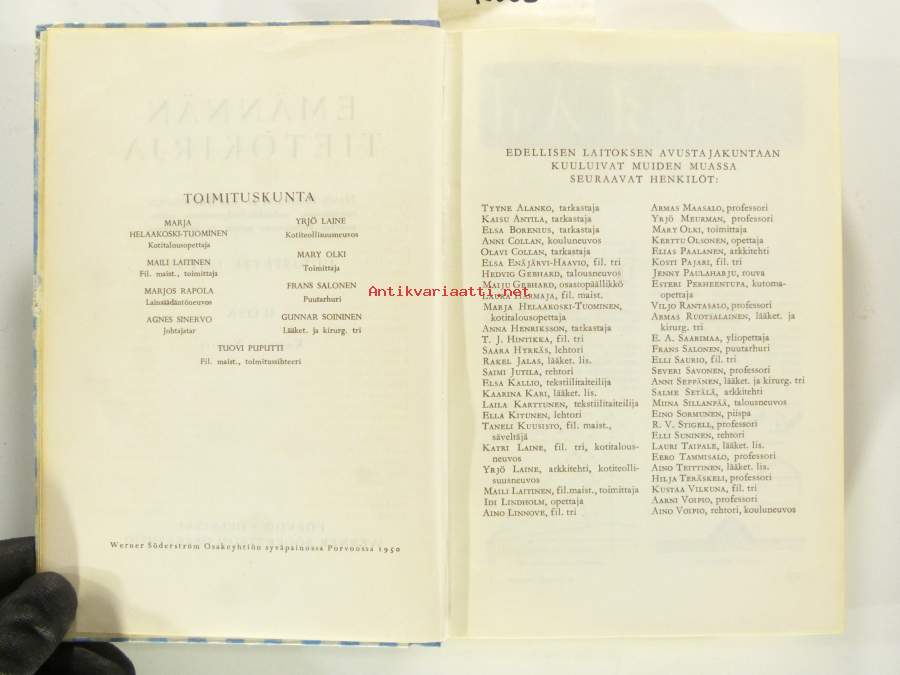 TOIMITUSKUNTA
MARJA
HELAAKOSKI-TUOMINEN
Kotitalousopettaja
MAILI LAITINEN
Fil. maist., toimittaja
MARJOS RAPOLA
Lainsäädäntöneuvos
AGNES SINERVO
Johtajatar
YRJÖ LAINE
Kotiteollisuusneuvos
MARY OLKI
Toimittaja
FRANS SALONEN
Puutarhuri
GUNNAR SOININEN
Lääket. ja kirurg. tri
TUOVI PUPUTTI
Fil. maist., toimitussihteeri
Werner Söderström Osakeyhtiön syväpainossa Porvoossa 1950
EDELLISEN LAITOKSEN AVUSTAJAKUNTAAN
KUULUIVAT MUIDEN MUASSA
SEURAAVAT HENKILÖT:
TYYNE ALANKO, tarkastaja
KAISU ANTILA, tarkastaja
ELSA BORENIUS, tarkastaja
ANNI COLLAN, kouluneuvos
OLAVI COLLAN, tarkastaja
ELSA ENÄJÄRVI-HAAVIO, fil. tri
HEDVIG GEBHARD, talousneuvos
MAIJU GEBHARD, osastopäällikkö
LAURA HARMAJA, fil. maist.
MARJA HELAAKOSKI-TUOMINEN,
kotitalousopettaja
ANNA HENRIKSSON, tarkastaja
T. J. HINTIKKA, fil. tri
SAARA HYRKÄS, lehtori
RAKEL JALAS, lääket. lis.
SAIMI JUTILA, rehtori
ELSA KALLIO, tekstiilitaiteilija
KAARINA KARI, lääket. lis.
LAILA KARTTUNEN, tekstiilitaiteilija
ELLA KITUNEN, lehtori
TANELI KUUSISTO, fil. maist.,
säveltäjä
KATRI LAINE, fil. tri, kotitalous-
neuvos
YRJÖ LAINE, arkkitehti, kotiteolli-
suusneuvos
MAILI LAITINEN, fil.maist., toimittaja
IDI LINDHOLM, opettaja
AINO LINNOVE, fil. tri
ARMAS MAASALO, professori
YRJÖ MEURMAN, professori
MARY OLKI, toimittaja
KERTTU OLSONEN, opettaja
ELIAS PAALANEN, arkkitehti
KOSTI PAJARI, fil. tri
JENNY PAULAHARJU, rouva
ESTERI PERHEENTUPA, kutoma-
opettaja
VILJO RANTASALO, professori
ARMAS RUOTSALAINEN, lääket. ja
kirurg. tri
E. A. SAARIMAA, yliopettaja
FRANS SALONEN, puutarhuri
ELLI SAURIO, fil. tri
SEVERI SAVONEN, professori
ANNI SEPPÄNEN, lääket. ja kirurg. tri
SALME SETÄLÄ, arkkitehti
MIINA SILLANPÄÄ, talousneuvos
EINO SORMUNEN, piispa
R. V. STIGELL, professori
ELLI SUNINEN, rehtori
LAURI TAIPALE, lääket. lis.
EERO TAMMISALO, professori
AINO TEITTINEN, lääket. lis.
HILJA TERÄSKELI, professori
KUSTAA VILKUNA, fil. tri
AARNI VOIPIO, professori
AINO VOIPIO, rehtori, kouluneuvos
Antikvariaatti.net